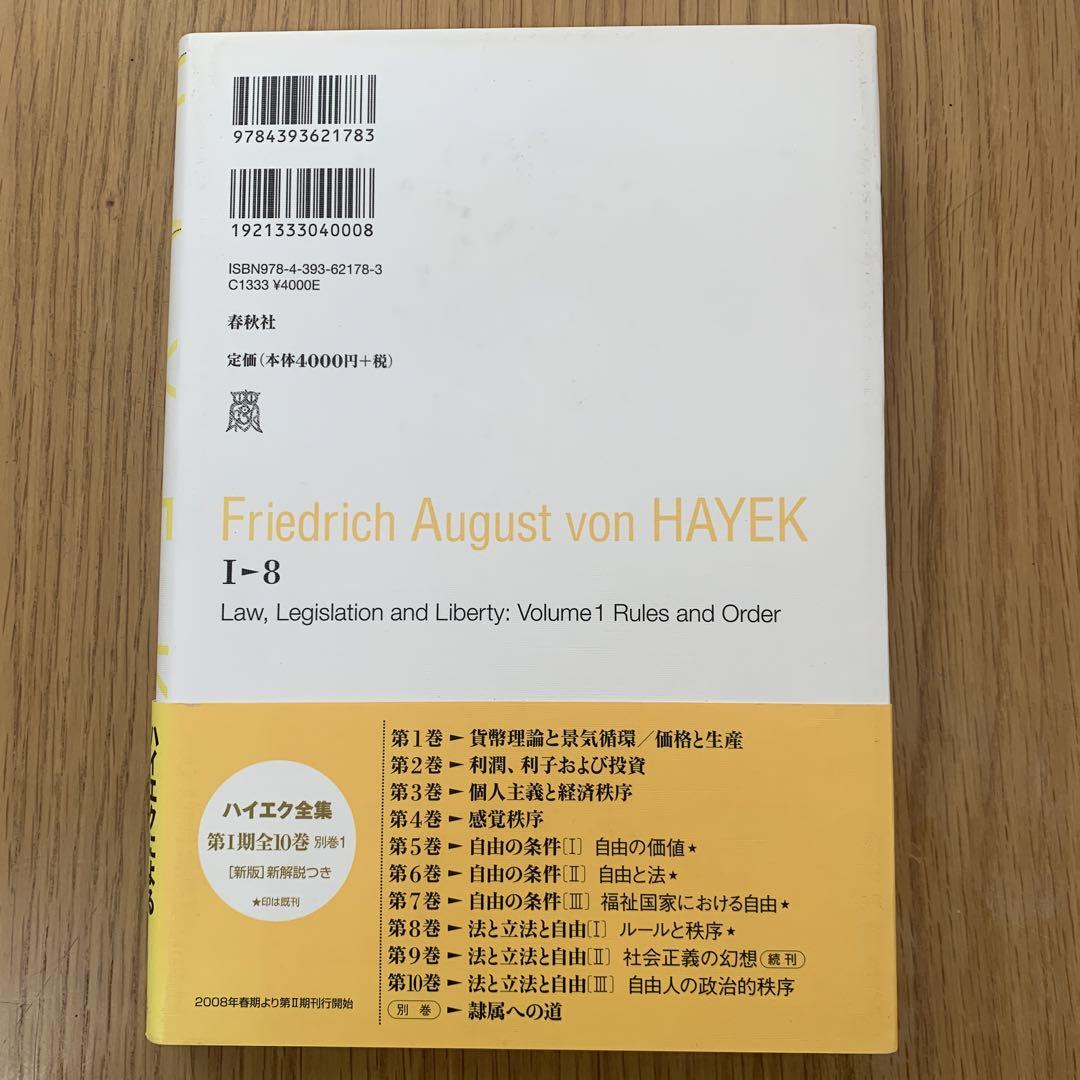 9784393621783
1921333040008
ISBN978-4-393-62178-3
C1333 ¥4000E
春秋社
定価(本体4000円+税)
Friedrich August von HAYEK
I►8
Law, Legislation and Liberty: Volume 1 Rules and Order
ハイエク全集
第I期全10巻 別巻1
[新版]新解説つき
★印は既刊
2008年春期より第Ⅱ期刊行開始
第1巻►貨幣理論と景気循環/価格と生産
第2巻►利潤、利子および投資
第3巻►個人主義と経済秩序
第4巻►感覚秩序
第5巻►自由の条件[Ⅰ] 自由の価値★
第6巻►自由の条件[Ⅱ] 自由と法★
第7巻►自由の条件[Ⅲ] 福祉国家における自由★
第8巻►法と立法と自由[Ⅰ] ルールと秩序★
第9巻►法と立法と自由[Ⅱ] 社会正義の幻想 続刊
第10巻►法と立法と自由[Ⅲ] 自由人の政治的秩序
別巻►隷属への道